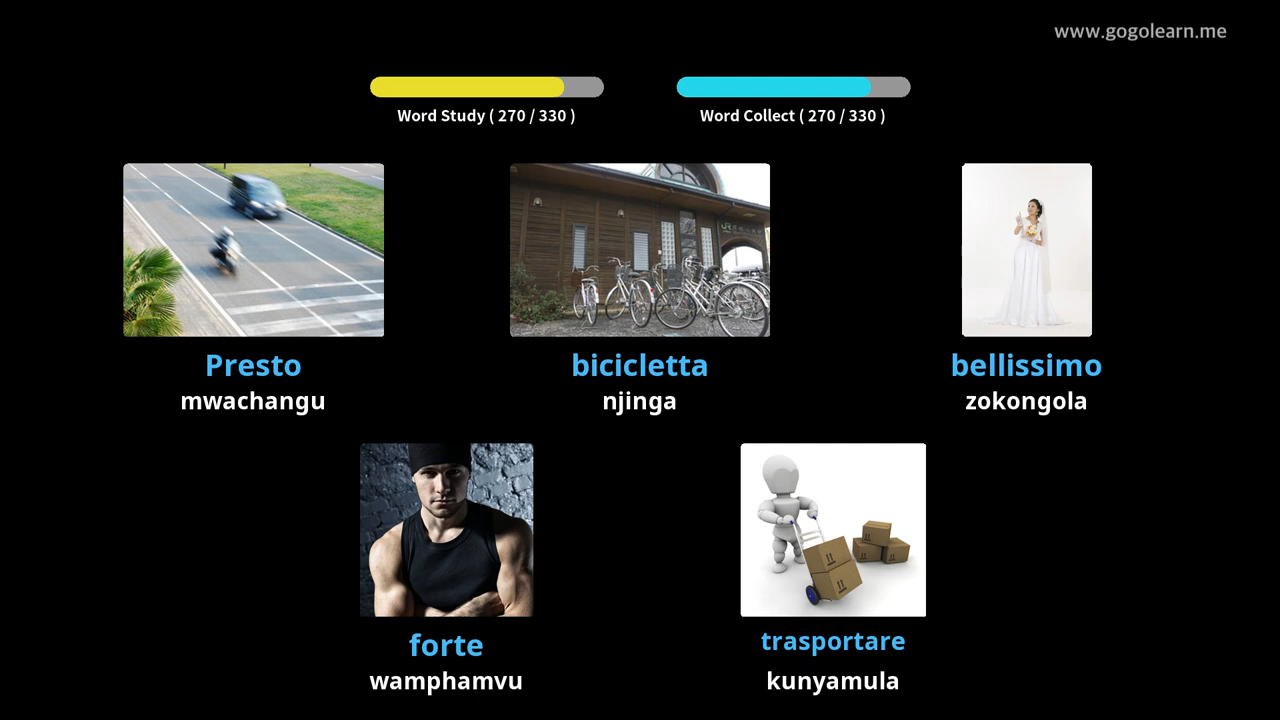 www.gogolearn.me
Word Study ( 270 / 330 )
Word Collect ( 270 / 330 )
Presto
mwachangu
bicicletta
njinga
bellissimo
zokongola
forte
wamphamvu
trasportare
kunyamula